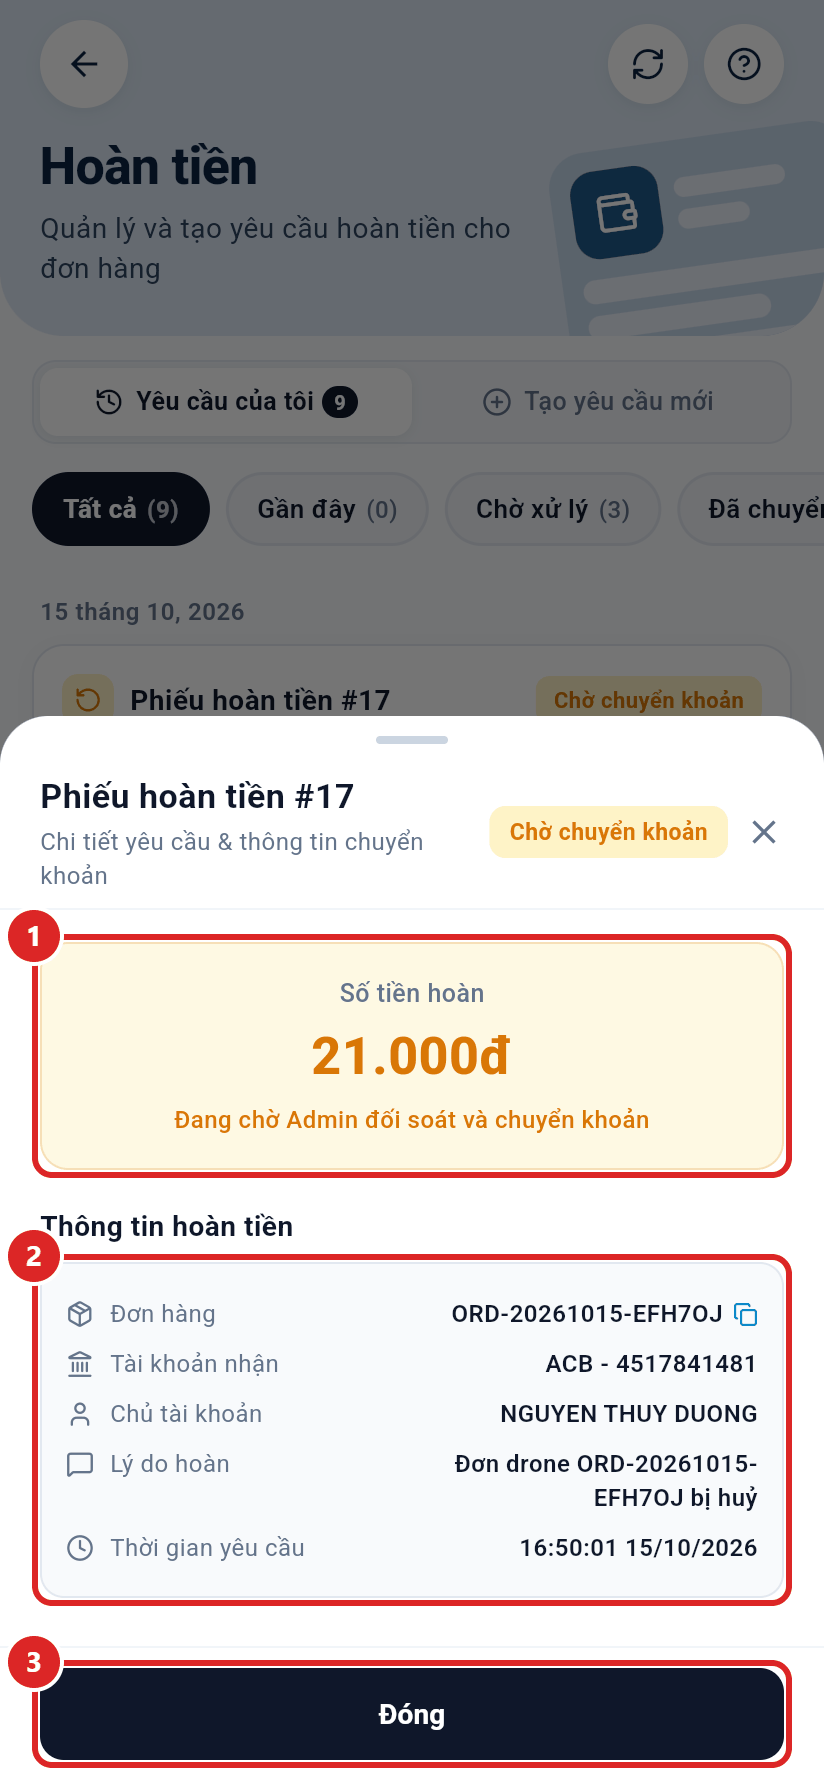 Hoàn tiền
Quản lý và tạo yêu cầu hoàn tiền cho
đơn hàng
Yêu cầu của tôi 9
Tạo yêu cầu mới
Tất cả (9)
Gần đây (0)
Chờ xử lý (3)
Đã chuyển
15 tháng 10, 2026
Phiếu hoàn tiền #17
Chờ chuyển khoản
Phiếu hoàn tiền #17
Chi tiết yêu cầu & thông tin chuyển
khoản
Chờ chuyển khoản
1
Số tiền hoàn
21.000đ
Đang chờ Admin đối soát và chuyển khoản
Thông tin hoàn tiền
2
Đơn hàng ORD-20261015-EFH7OJ
Tài khoản nhận ACB - 4517841481
Chủ tài khoản NGUYEN THUY DUONG
Lý do hoàn Đơn drone ORD-20261015-
EFH7OJ bị huỷ
Thời gian yêu cầu 16:50:01 15/10/2026
3
Đóng